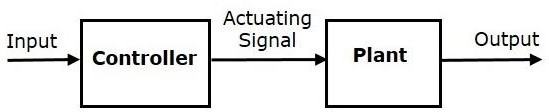 Input
Controller
Actuating
Signal
Plant
Output